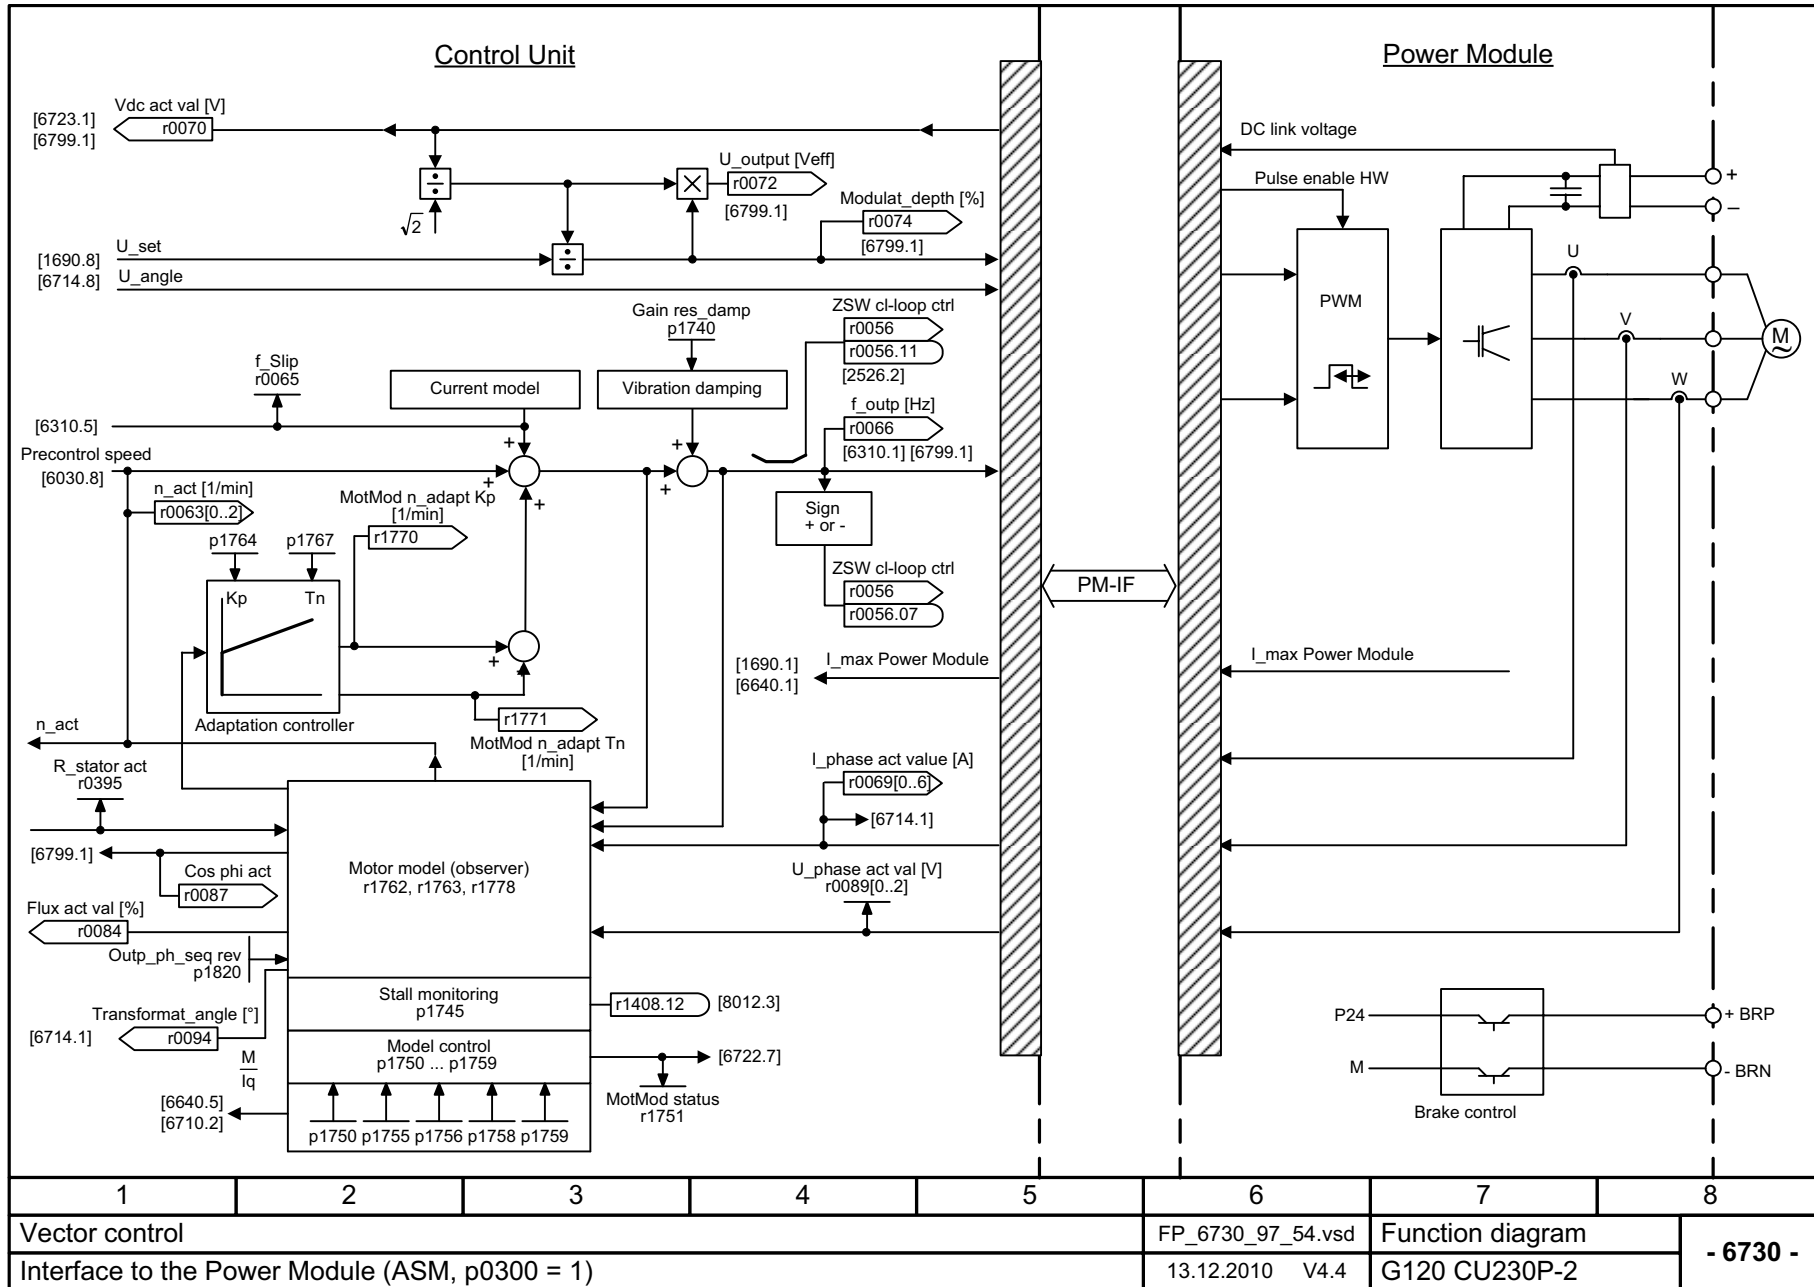 Control Unit
Power Module
Vdc act val [V]
[6723.1]
[6799.1]
r0070
÷
√2
U_output [Veff]
r0072
[6799.1]
Modulat_depth [%]
r0074
[6799.1]
U_set
[1690.8]
[6714.8]
U_angle
÷
Gain res_damp
p1740
ZSW cl-loop ctrl
r0056
r0056.11
[2526.2]
f_Slip
r0065
Current model
Vibration damping
f_outp [Hz]
r0066
[6310.1] [6799.1]
[6310.5]
Precontrol speed
[6030.8]
+
+
+
+
+
n_act [1/min]
r0063[0..2]
MotMod n_adapt Kp
[1/min]
r1770
Sign
+ or -
p1764
p1767
Kp
Tn
ZSW cl-loop ctrl
r0056
r0056.07
+
+
[1690.1]
[6640.1]
I_max Power Module
Adaptation controller
r1771
MotMod n_adapt Tn
[1/min]
n_act
R_stator act
r0395
I_phase act value [A]
r0069[0..6]
[6714.1]
[6799.1]
Cos phi act
r0087
Motor model (observer)
r1762, r1763, r1778
U_phase act val [V]
r0089[0..2]
Flux act val [%]
r0084
Outp_ph_seq rev
p1820
Stall monitoring
p1745
r1408.12
[8012.3]
Transformat_angle [°]
[6714.1]
r0094
Model control
p1750 ... p1759
[6722.7]
M
Iq
MotMod status
r1751
[6640.5]
[6710.2]
p1750
p1755
p1756
p1758
p1759
PM-IF
DC link voltage
Pulse enable HW
+
–
PWM
U
V
W
M
~
I_max Power Module
P24
M
+ BRP
- BRN
Brake control
1
2
3
4
5
6
7
8
Vector control
FP_6730_97_54.vsd
Function diagram
- 6730 -
Interface to the Power Module (ASM, p0300 = 1)
13.12.2010 V4.4
G120 CU230P-2